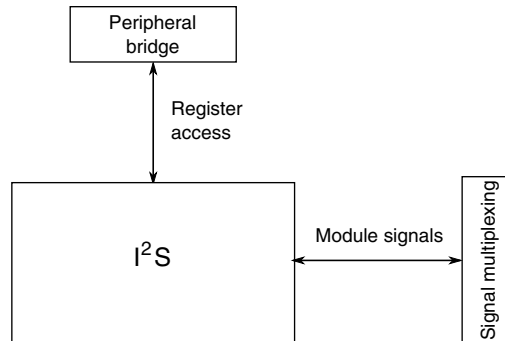 Peripheral
bridge
Register
access
I²S
Module signals
Signal multiplexing